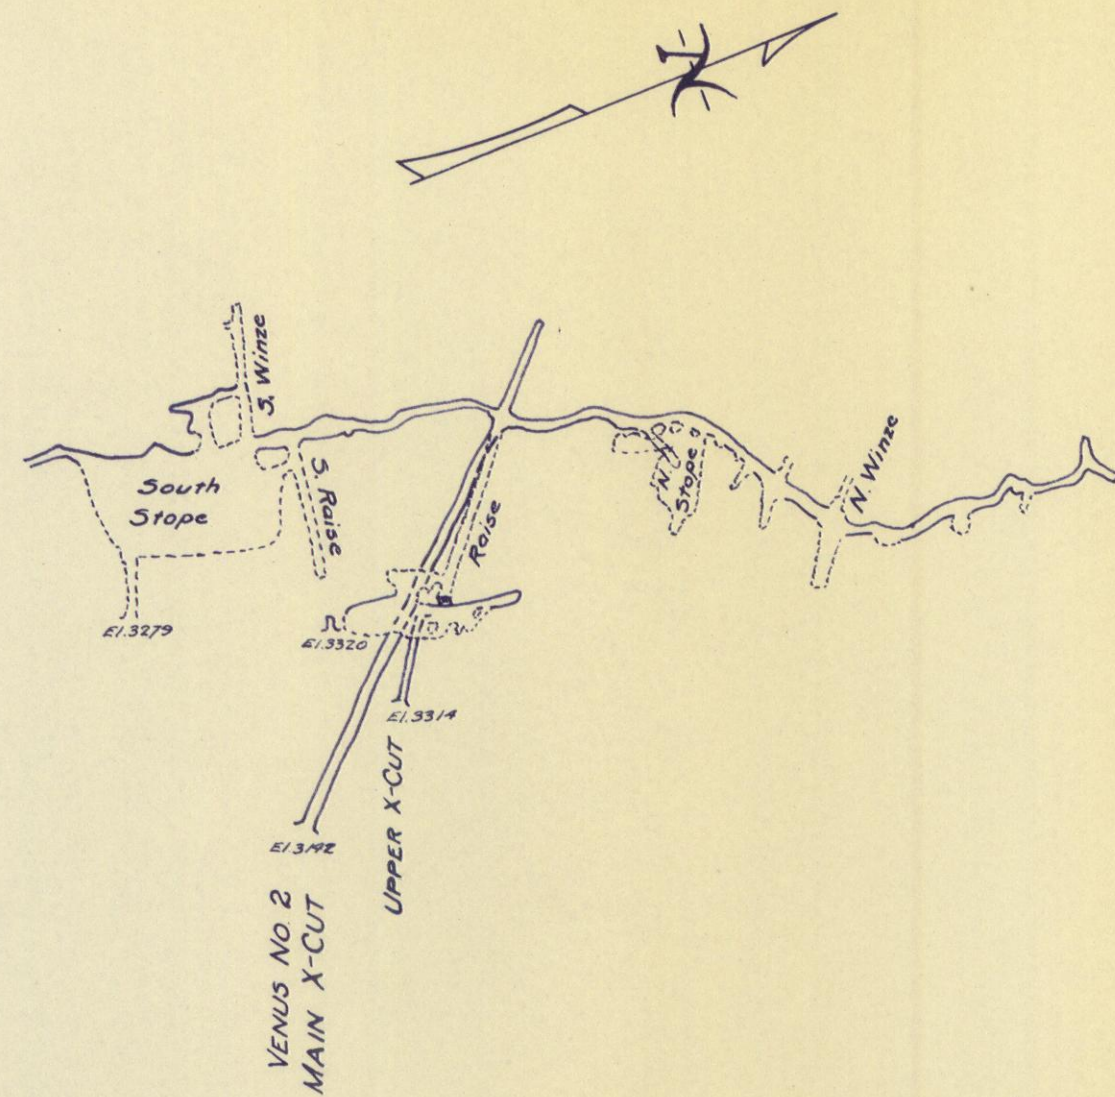 N
S. Winze
South
Stope
S. Raise
Raise
N.
Stope
N. Winze
El.3279
El.3320
El.3314
El.3142
UPPER X-CUT
VENUS NO. 2
MAIN X-CUT